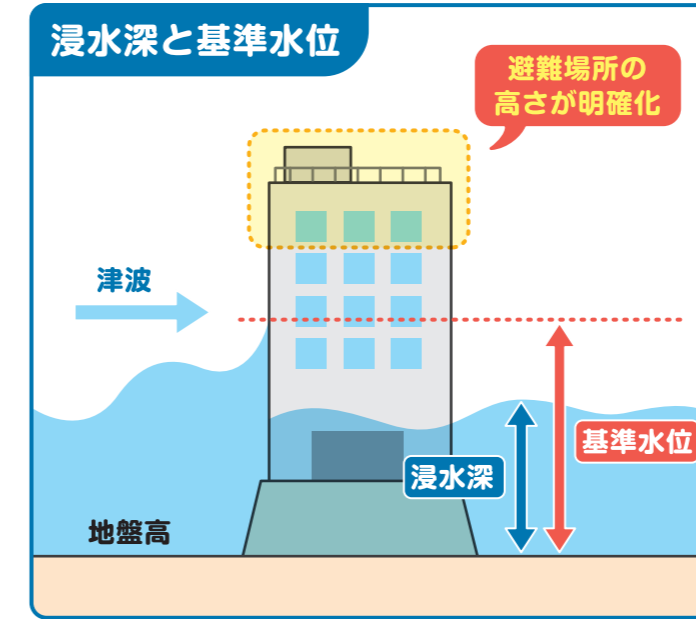 浸水深と基準水位
避難場所の
高さが明確化
津波
基準水位
浸水深
地盤高